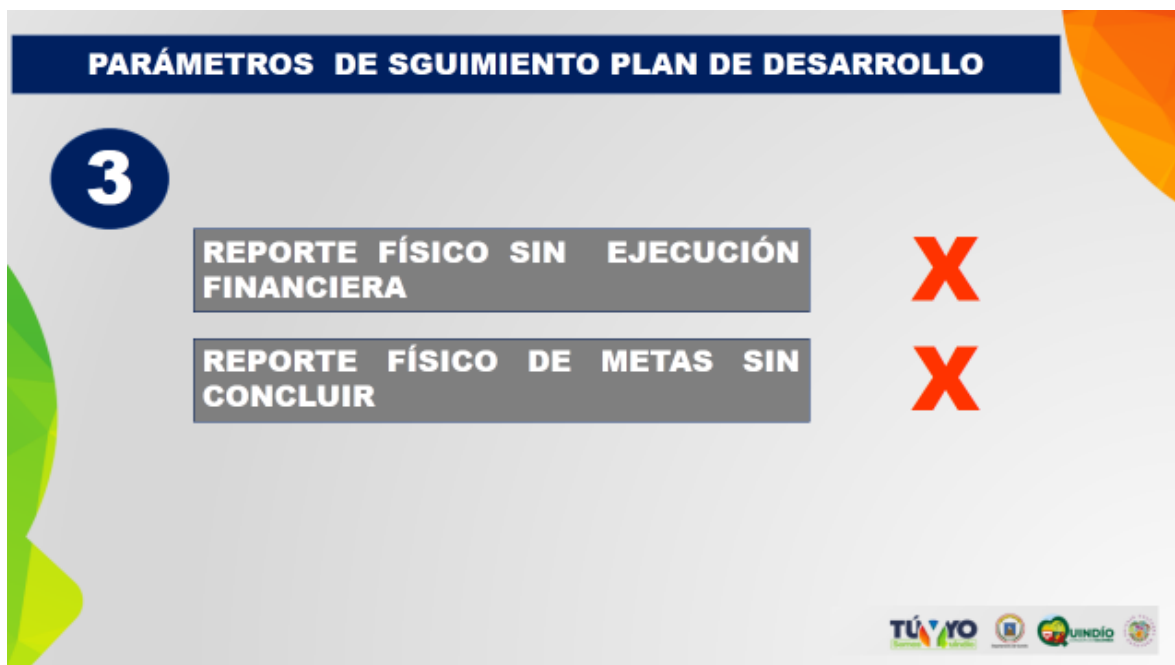 PARÁMETROS DE SGUIMIENTO PLAN DE DESARROLLO
3
REPORTE FÍSICO SIN EJECUCIÓN
FINANCIERA
X
REPORTE FÍSICO DE METAS SIN
CONCLUIR
X
TÚ Y YO
QUINDÍO